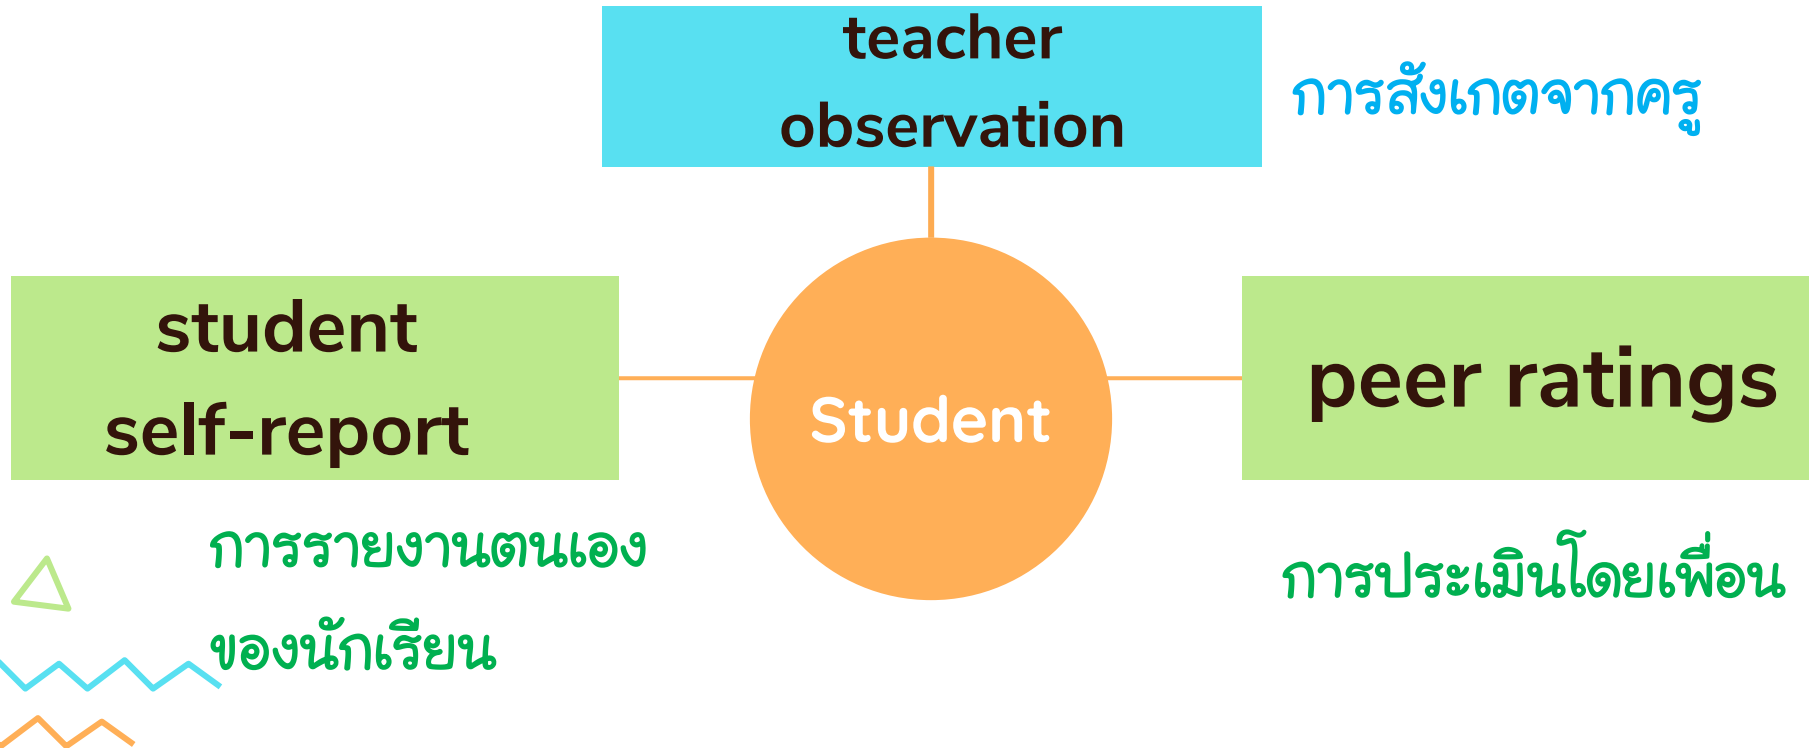 teacher
observation
การสังเกตจากครู
student
self-report
Student
peer ratings
การรายงานตนเอง
ของนักเรียน
การประเมินโดยเพื่อน